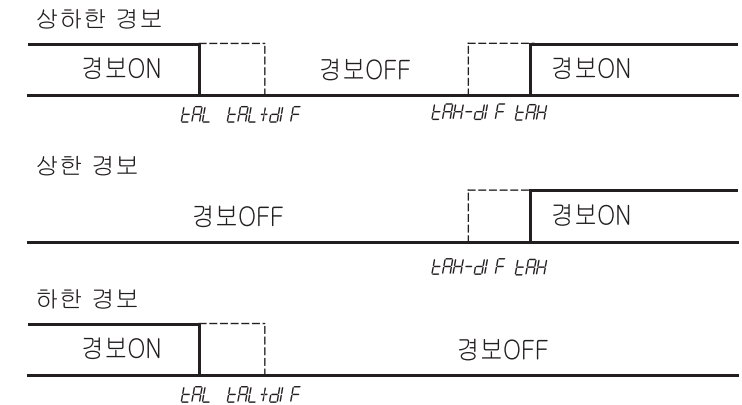 상하한 경보
경보ON 경보OFF 경보ON
tAL tAL+dIF tAH-dIF tAH
상한 경보
경보OFF 경보ON
tAH-dIF tAH
하한 경보
경보ON 경보OFF
tAL tAL+dIF